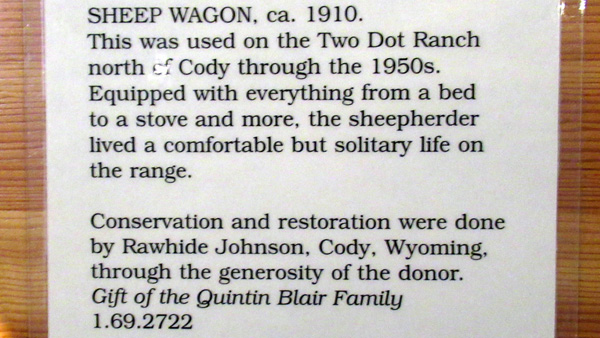 SHEEP WAGON, ca. 1910.
This was used on the Two Dot Ranch
north of Cody through the 1950s.
Equipped with everything from a bed
to a stove and more, the sheepherder
lived a comfortable but solitary life on
the range.
Conservation and restoration were done
by Rawhide Johnson, Cody, Wyoming,
through the generosity of the donor.
Gift of the Quintin Blair Family
1.69.2722